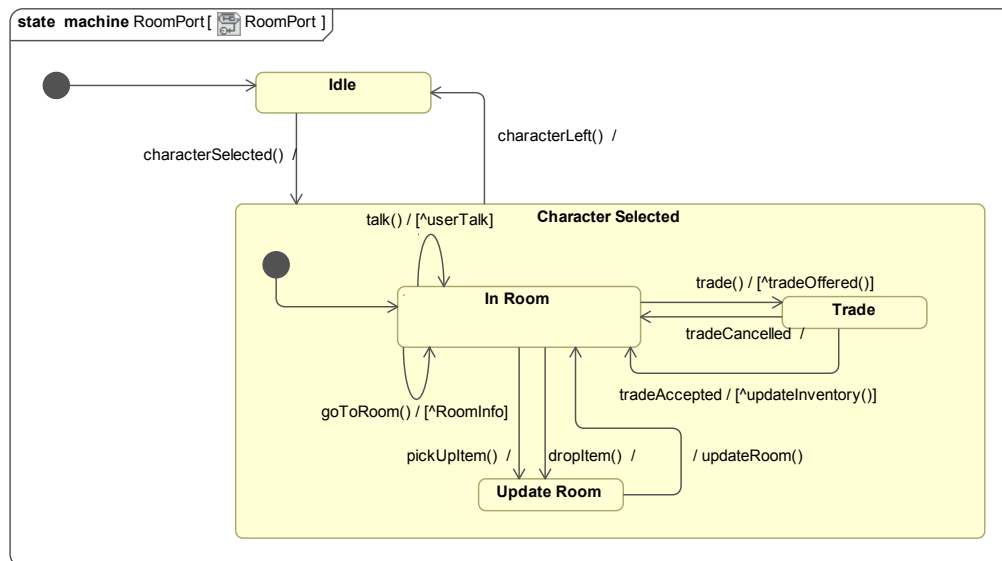 state machine RoomPort [ RoomPort ]
Idle
characterLeft() /
characterSelected() /
Character Selected
talk() / [^userTalk]
trade() / [^tradeOffered()]
In Room
Trade
tradeCancelled /
tradeAccepted / [^updateInventory()]
goToRoom() / [^RoomInfo]
pickUpItem() /
dropItem() /
/ updateRoom()
Update Room